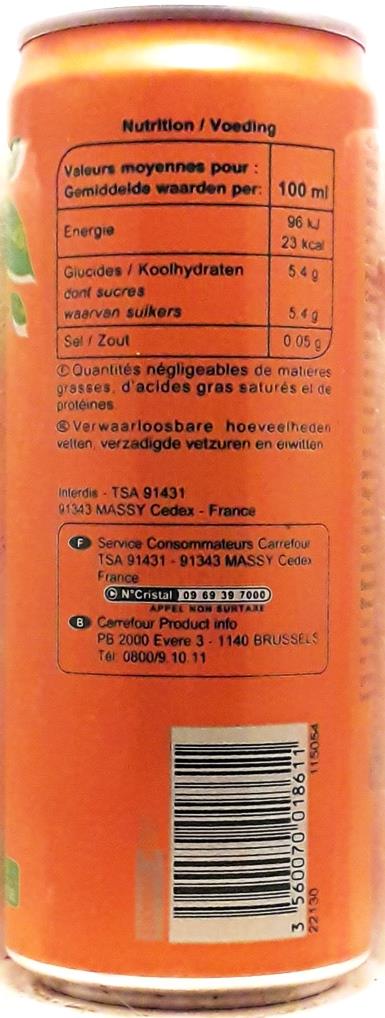 Nutrition / Voeding
Valeurs moyennes pour :
Gemiddelde waarden per: 100 ml
Energie 96 kJ
23 kcal
Glucides / Koolhydraten 5.4 g
dont sucres
waarvan suikers 5.4 g
Sel / Zout 0.05 g
F Quantités négligeables de matières
grasses, d'acides gras saturés et de
protéines.
B Verwaarloosbare hoeveelheden
vetten, verzadigde vetzuren en eiwitten.
Interdis - TSA 91431
91343 MASSY Cedex - France
F Service Consommateurs Carrefour
TSA 91431 - 91343 MASSY Cedex
France
N°Cristal 09 69 39 7000
APPEL NON SURTAXÉ
B Carrefour Product info
PB 2000 Evere 3 - 1140 BRUSSELS
Tél: 0800/9.10.11
3 560070 018611
22130 115054